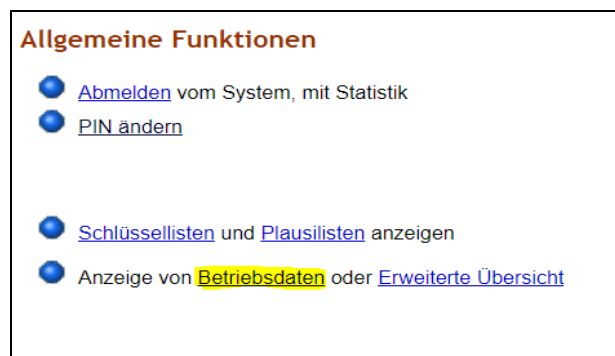 Allgemeine Funktionen
Abmelden vom System, mit Statistik
PIN ändern
Schlüssellisten und Plausilisten anzeigen
Anzeige von Betriebsdaten oder Erweiterte Übersicht